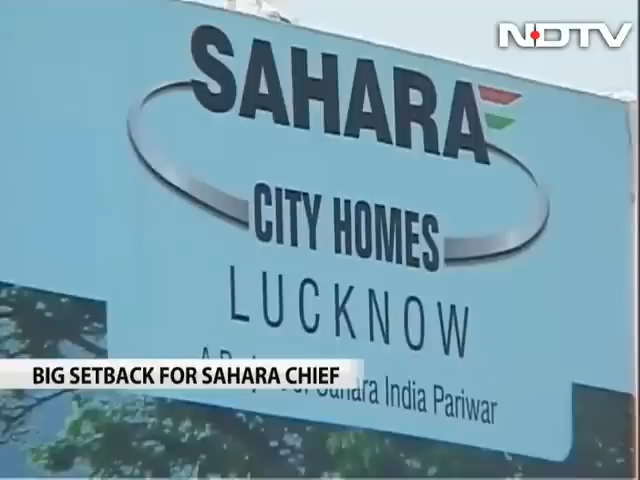 NDTV
SAHARA
CITY HOMES
LUCKNOW
Sahara India Pariwar
BIG SETBACK FOR SAHARA CHIEF